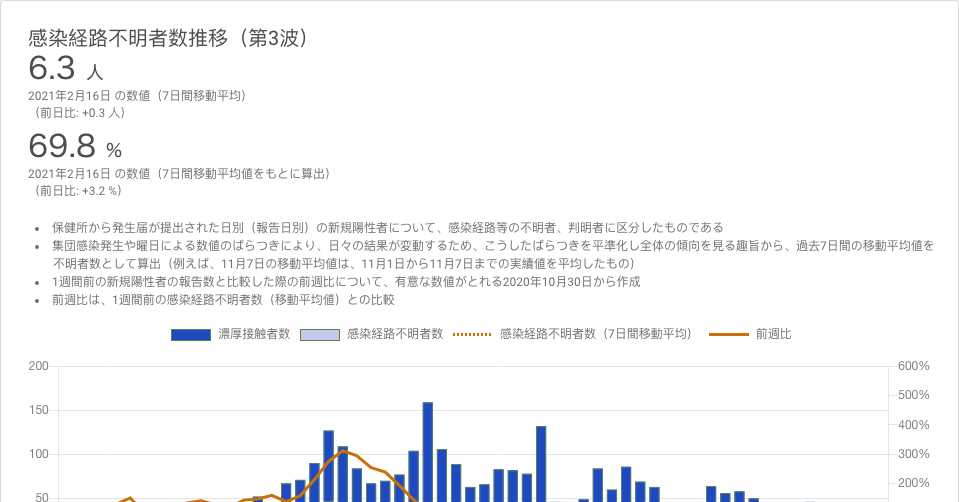 感染経路不明者数推移（第3波）
6.3 人
2021年2月16日 の数値（7日間移動平均）
（前日比: +0.3 人）
69.8 %
2021年2月16日 の数値（7日間移動平均値をもとに算出）
（前日比: +3.2 %）
• 保健所から発生届が提出された日別（報告日別）の新規陽性者について、感染経路等の不明者、判明者に区分したものである
• 集団感染発生や曜日による数値のばらつきにより、日々の結果が変動するため、こうしたばらつきを平準化し全体の傾向を見る趣旨から、過去7日間の移動平均値を
不明者数として算出（例えば、11月7日の移動平均値は、11月1日から11月7日までの実績値を平均したもの）
• 1週間前の新規陽性者の報告数と比較した際の前週比について、有意な数値がとれる2020年10月30日から作成
• 前週比は、1週間前の感染経路不明者数（移動平均値）との比較
濃厚接触者数 感染経路不明者数 感染経路不明者数（7日間移動平均） 前週比
200 600%
500%
150
400%
100 300%
200%
50